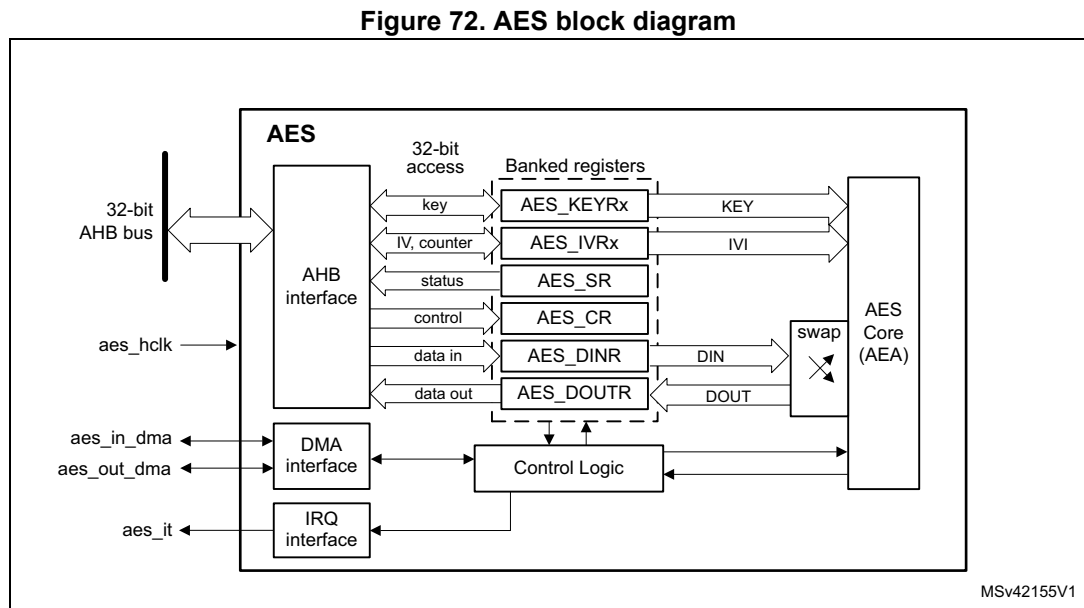 Figure 72. AES block diagram
AES
32-bit
access
Banked registers
32-bit
AHB bus
AHB
interface
key
AES_KEYRx
KEY
IV, counter
AES_IVRx
IVI
status
AES_SR
control
AES_CR
data in
AES_DINR
DIN
data out
AES_DOUTR
DOUT
swap
AES
Core
(AEA)
aes_hclk
aes_in_dma
aes_out_dma
DMA
interface
Control Logic
aes_it
IRQ
interface
MSv42155V1